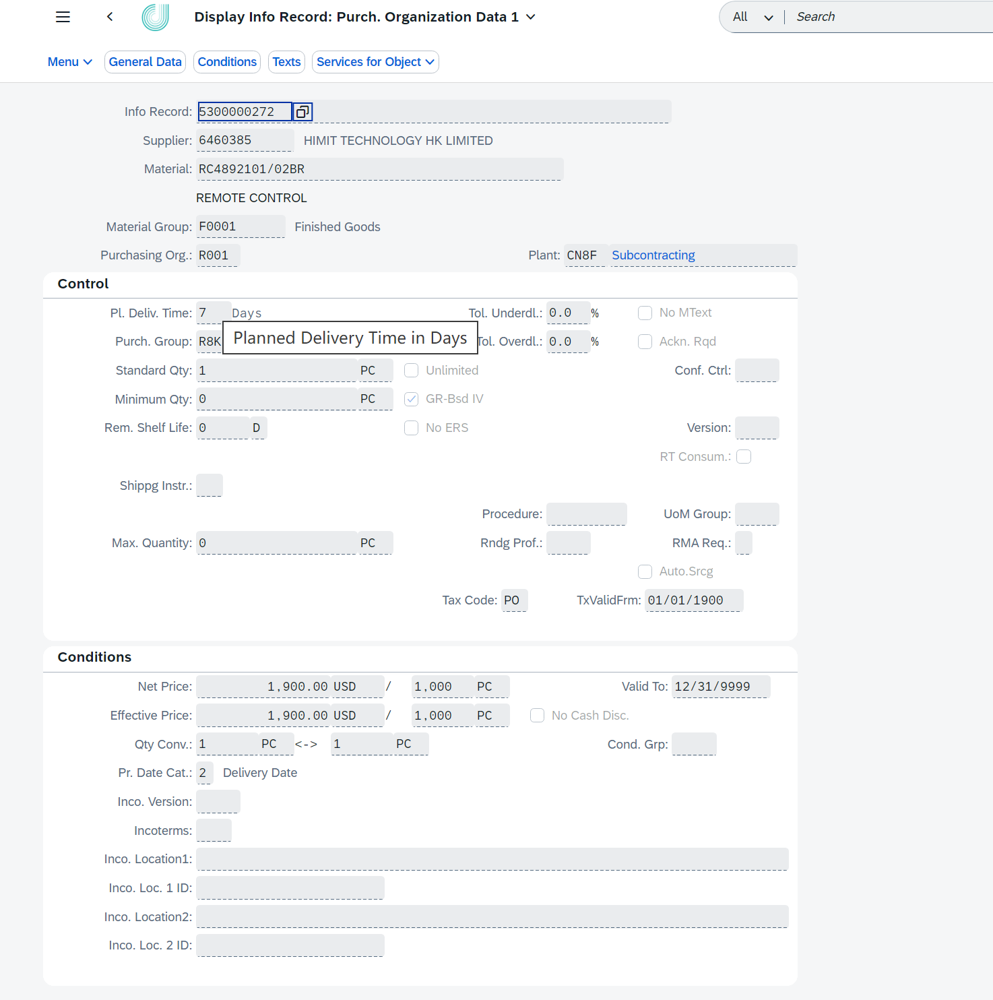 Display Info Record: Purch. Organization Data 1
All Search
Menu General Data Conditions Texts Services for Object
Info Record: 5300000272
Supplier: 6460385 HIMIT TECHNOLOGY HK LIMITED
Material: RC4892101/02BR
REMOTE CONTROL
Material Group: F0001 Finished Goods
Purchasing Org.: R001 Plant: CN8F Subcontracting
Control
Pl. Deliv. Time: 7 Days Tol. Underdl.: 0.0 % No MText
Purch. Group: R8K Planned Delivery Time in Days Tol. Overdl.: 0.0 % Ackn. Rqd
Standard Qty: 1 PC Unlimited Conf. Ctrl:
Minimum Qty: 0 PC GR-Bsd IV
Rem. Shelf Life: 0 D No ERS Version:
RT Consum.:
Shippg Instr.:
Procedure: UoM Group:
Max. Quantity: 0 PC Rndg Prof.: RMA Req.:
Auto.Srcg
Tax Code: P0 TxValidFrm: 01/01/1900
Conditions
Net Price: 1,900.00 USD / 1,000 PC Valid To: 12/31/9999
Effective Price: 1,900.00 USD / 1,000 PC No Cash Disc.
Qty Conv.: 1 PC <-> 1 PC Cond. Grp:
Pr. Date Cat.: 2 Delivery Date
Inco. Version:
Incoterms:
Inco. Location1:
Inco. Loc. 1 ID:
Inco. Location2:
Inco. Loc. 2 ID: